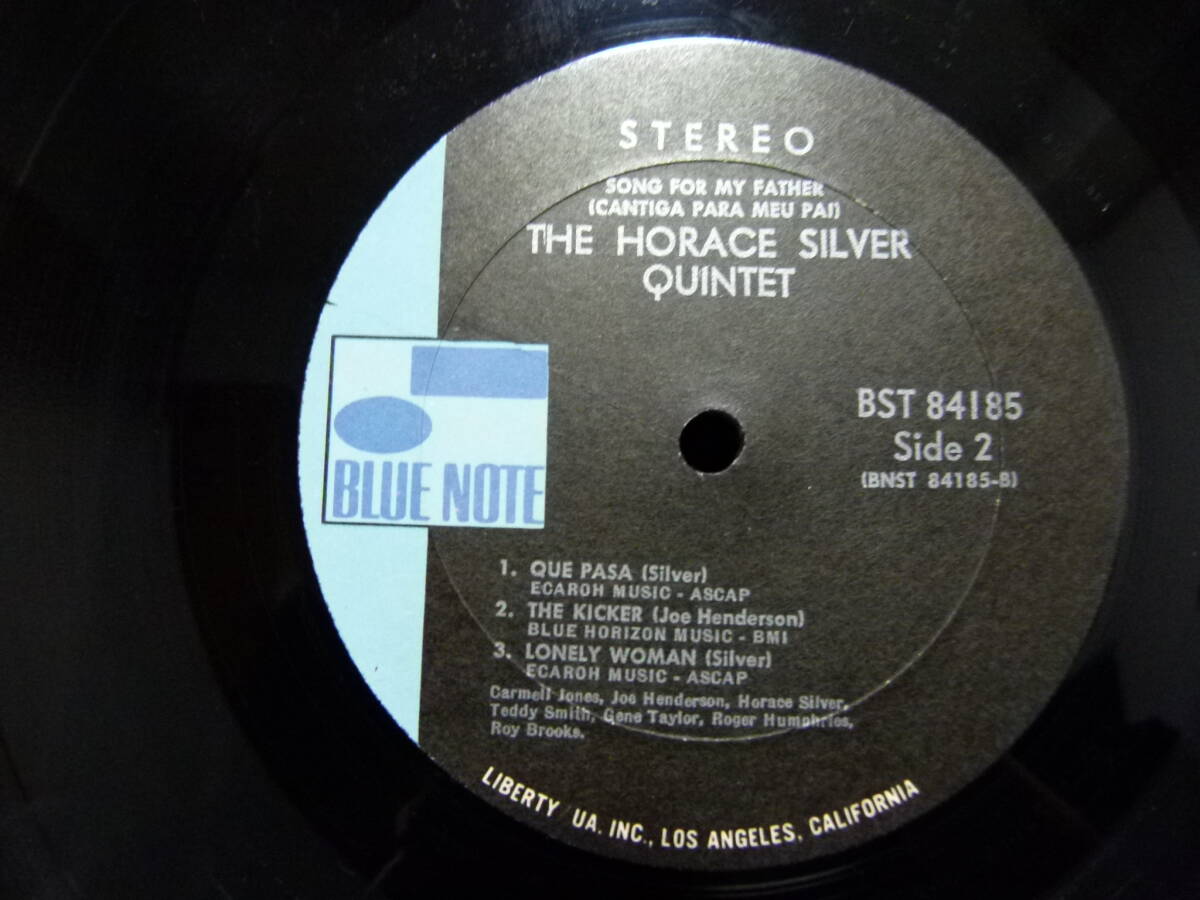 STEREO
SONG FOR MY FATHER
(CANTIGA PARA MEU PAI)
THE HORACE SILVER
QUINTET
BLUE NOTE
BST 84185
Side 2
(BNST 84185-B)
1. QUE PASA (Silver)
ECAROH MUSIC - ASCAP
2. THE KICKER (Joe Henderson)
BLUE HORIZON MUSIC - BMI
3. LONELY WOMAN (Silver)
ECAROH MUSIC - ASCAP
Carmell Jones, Joe Henderson, Horace Silver,
Teddy Smith, Gene Taylor, Roger Humphries,
Roy Brooks.
LIBERTY UA, INC., LOS ANGELES, CALIFORNIA